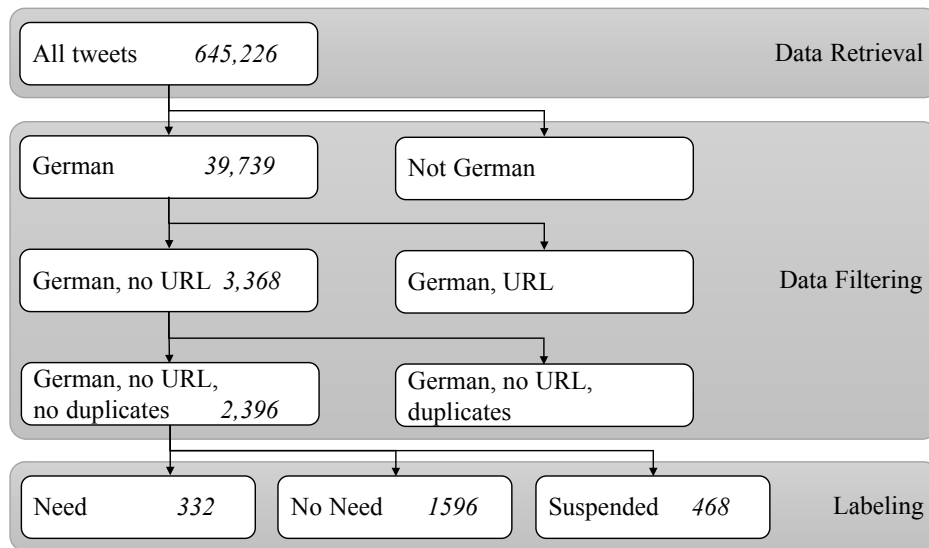 All tweets 645,226
Data Retrieval
German 39,739
Not German
German, no URL 3,368
German, URL
Data Filtering
German, no URL,
no duplicates 2,396
German, no URL,
duplicates
Need 332
No Need 1596
Suspended 468
Labeling